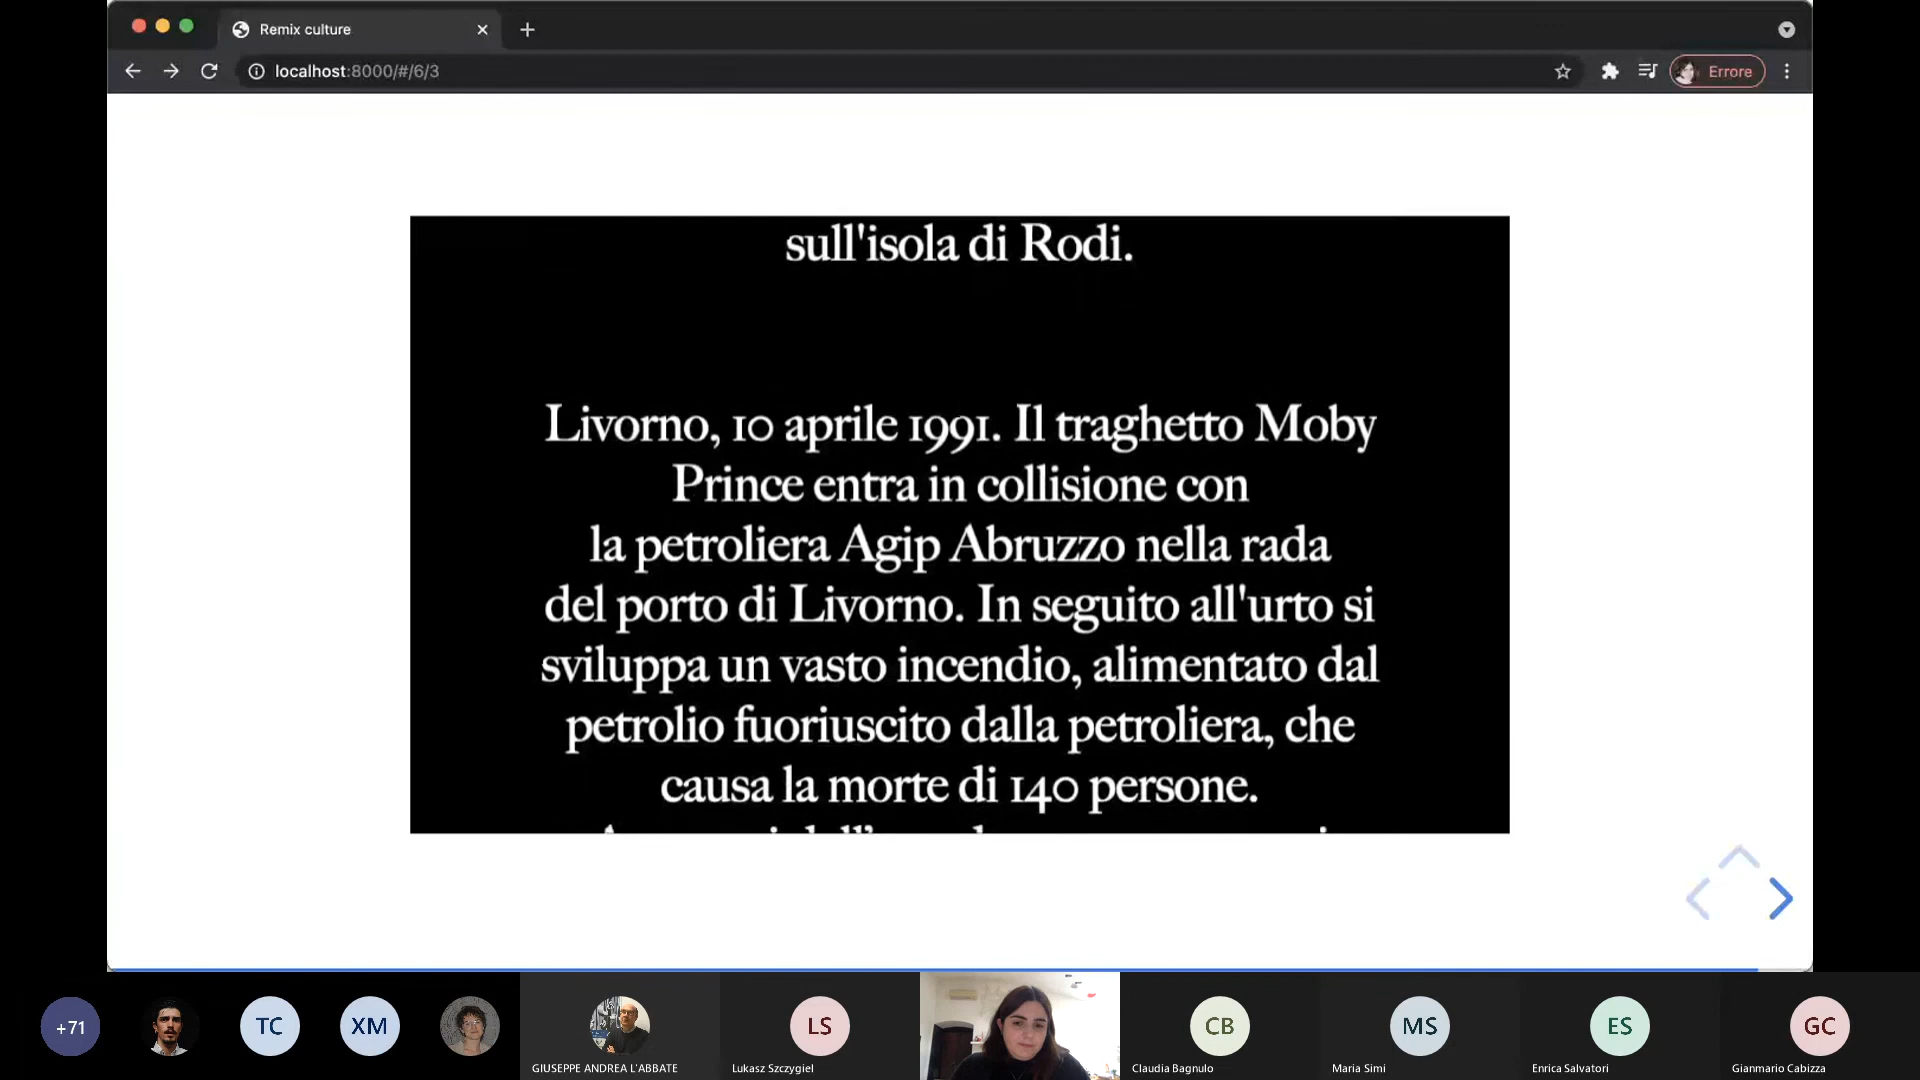 Remix culture
localhost:8000/#/6/3
Errore
sull'isola di Rodi.
Livorno, 10 aprile 1991. Il traghetto Moby
Prince entra in collisione con
la petroliera Agip Abruzzo nella rada
del porto di Livorno. In seguito all'urto si
sviluppa un vasto incendio, alimentato dal
petrolio fuoriuscito dalla petroliera, che
causa la morte di 140 persone.
+71
TC
XM
LS
CB
MS
ES
GC
GIUSEPPE ANDREA L'ABBATE
Lukasz Szczygiel
Claudia Bagnulo
Maria Simi
Enrica Salvatori
Gianmario Cabizza